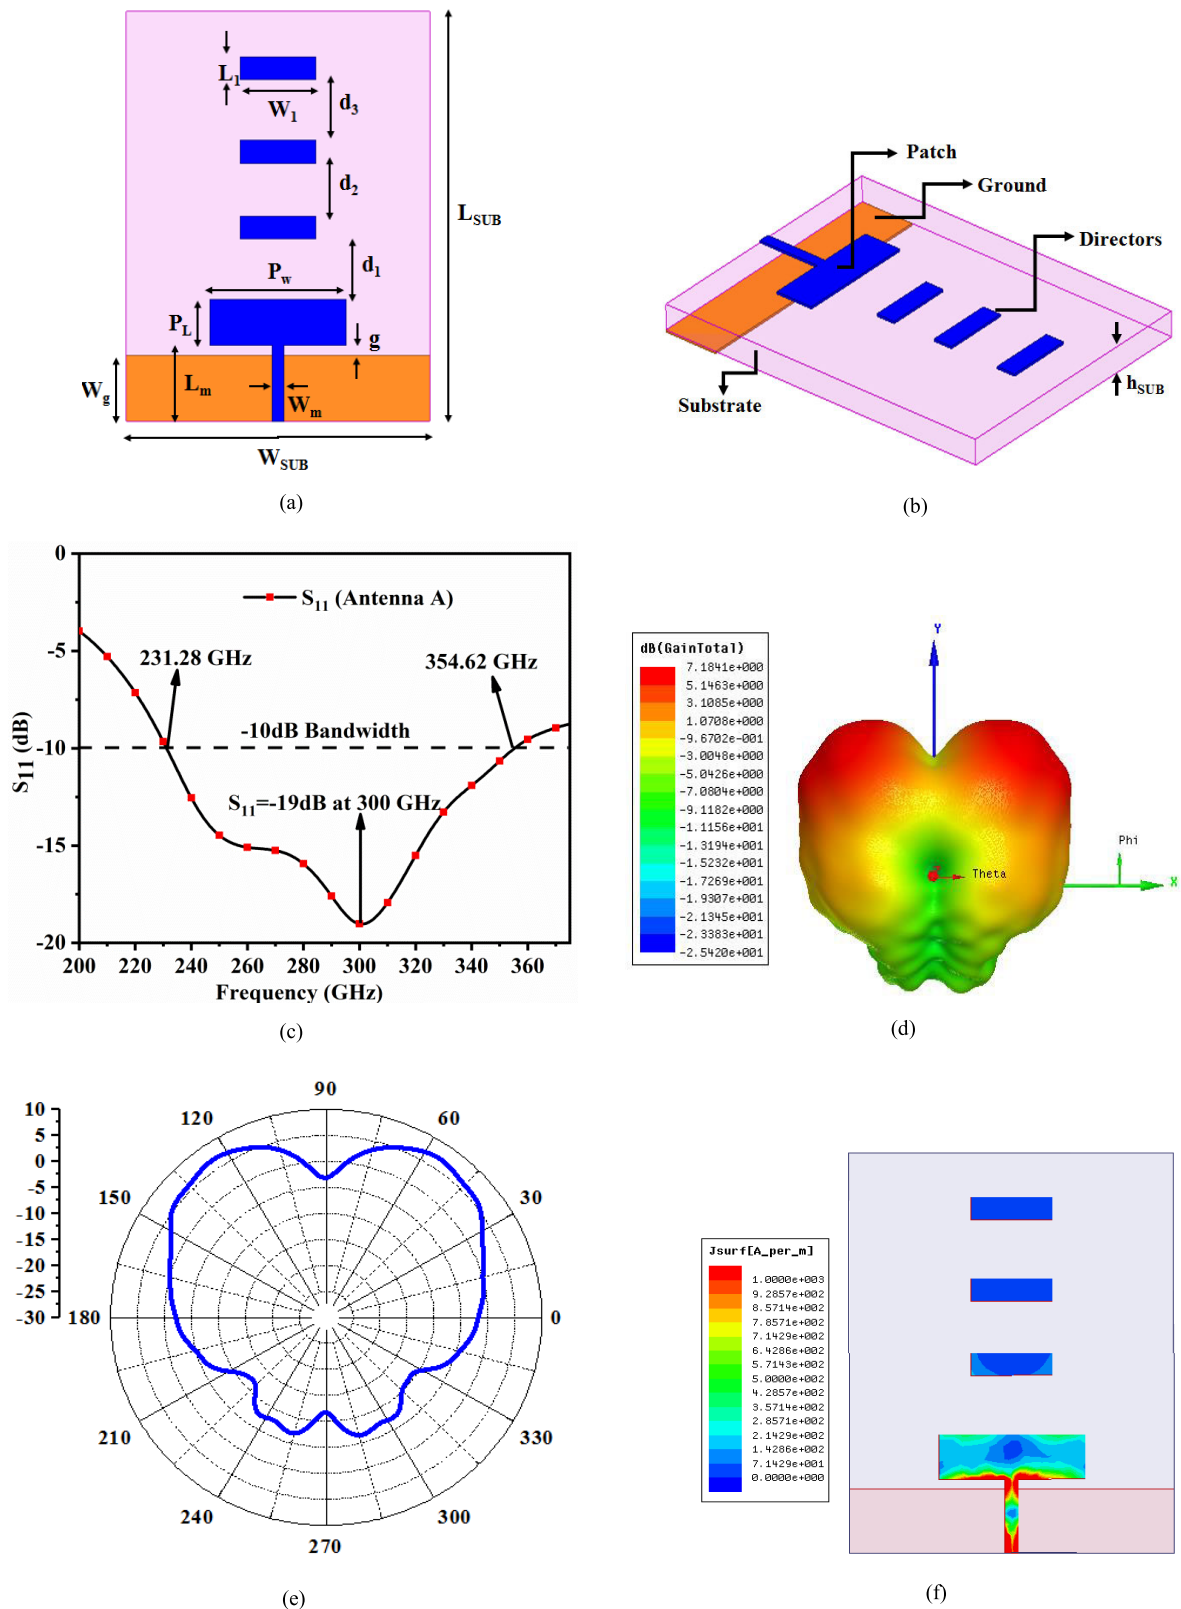 L1
W1
d3
d2
LSUB
d1
Pw
PL
g
Wg
Lm
Wm
WSUB
(a)
Patch
Ground
Directors
Substrate
hSUB
(b)
0
-5
-10
-15
-20
S11 (dB)
S11 (Antenna A)
231.28 GHz
354.62 GHz
-10dB Bandwidth
S11=-19dB at 300 GHz
200 220 240 260 280 300 320 340 360
Frequency (GHz)
(c)
dB(GainTotal)
7.1841e+000
5.1463e+000
3.1085e+000
1.0708e+000
-9.6702e-001
-3.0048e+000
-5.0426e+000
-7.0804e+000
-9.1182e+000
-1.1156e+001
-1.3194e+001
-1.5232e+001
-1.7269e+001
-1.9307e+001
-2.1345e+001
-2.3383e+001
-2.5420e+001
Y
Phi
X
Theta
(d)
10
5
0
-5
-10
-15
-20
-25
-30
90
120
60
150
30
180
0
210
330
240
300
270
(e)
Jsurf[A_per_m]
1.0000e+003
9.2857e+002
8.5714e+002
7.8571e+002
7.1429e+002
6.4286e+002
5.7143e+002
5.0000e+002
4.2857e+002
3.5714e+002
2.8571e+002
2.1429e+002
1.4286e+002
7.1429e+001
0.0000e+000
(f)